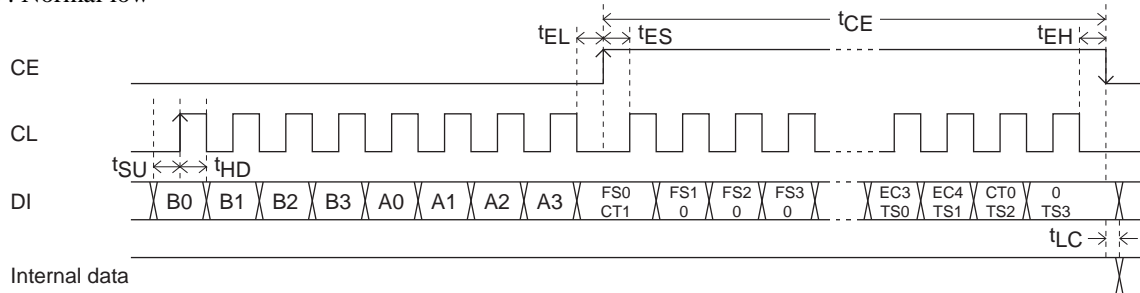 : Normal low
tCE
tEL tES tEH
CE
CL
tSU tHD
DI B0 B1 B2 B3 A0 A1 A2 A3 FS0 FS1 FS2 FS3 EC3 EC4 CT0 0
CT1 0 0 0 TS0 TS1 TS2 TS3
tLC
Internal data